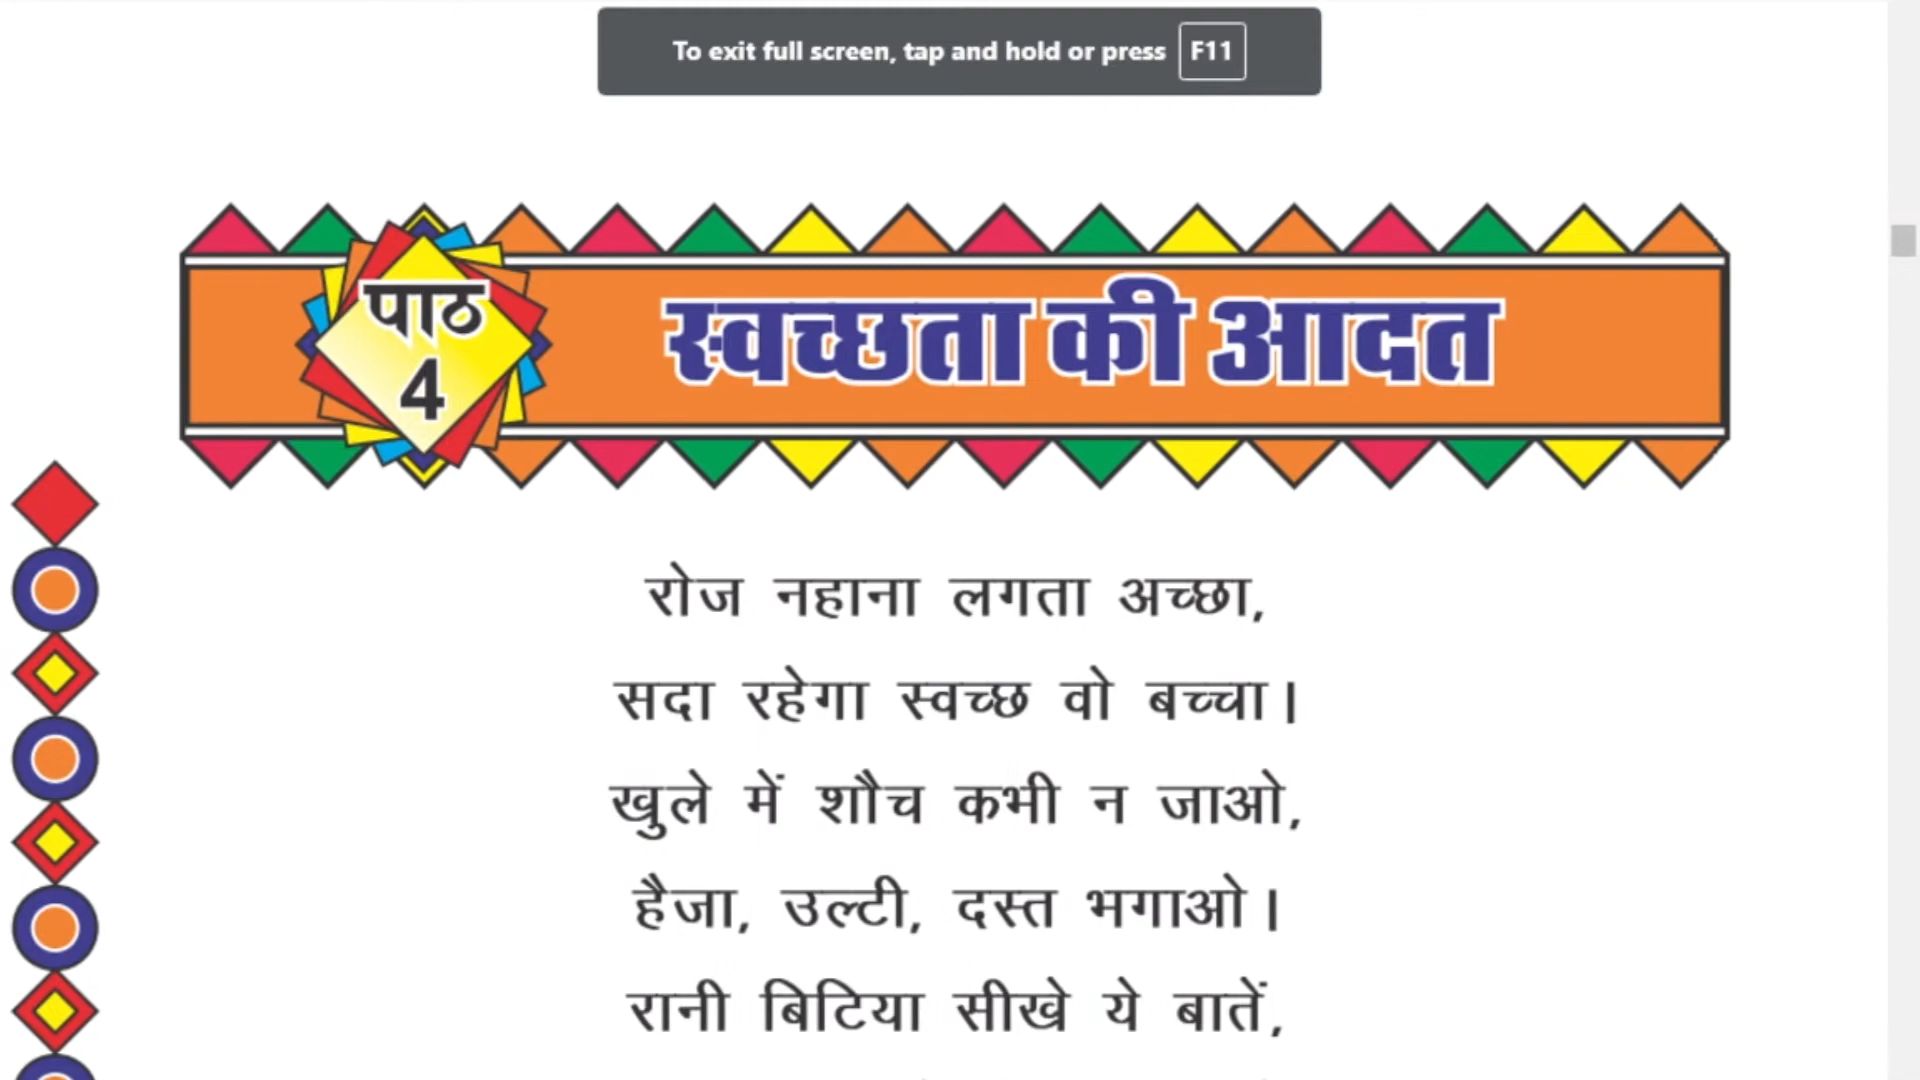 To exit full screen, tap and hold or press F11
पाठ
4
स्वच्छता की आदत
रोज नहाना लगता अच्छा,
सदा रहेगा स्वच्छ वो बच्चा।
खुले में शौच कभी न जाओ,
हैजा, उल्टी, दस्त भगाओ।
रानी बिटिया सीखे ये बातें,